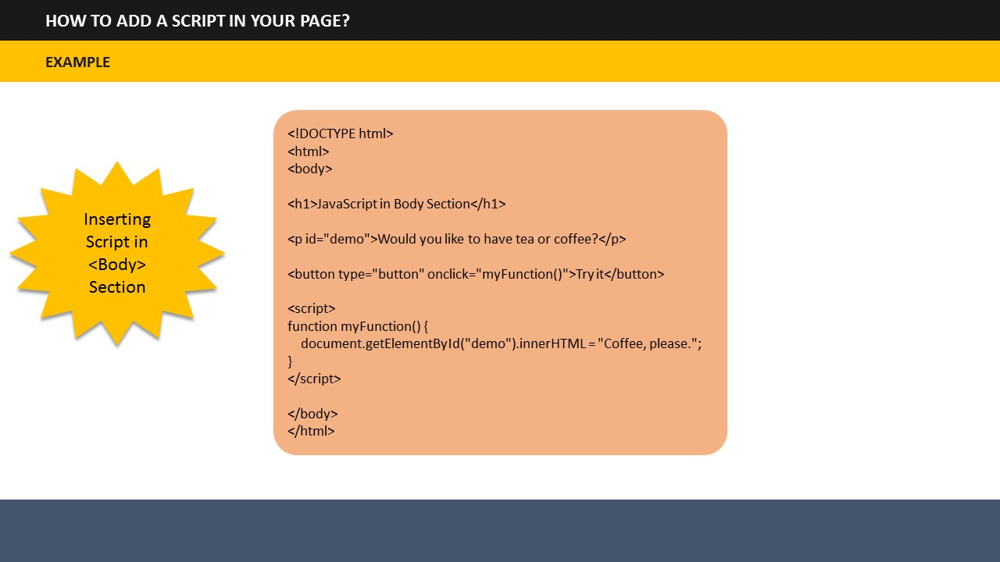 HOW TO ADD A SCRIPT IN YOUR PAGE?
EXAMPLE
Inserting
Script in
<Body>
Section
<!DOCTYPE html>
<html>
<body>
<h1>JavaScript in Body Section</h1>
<p id="demo">Would you like to have tea or coffee?</p>
<button type="button" onclick="myFunction()">Try it</button>
<script>
function myFunction() {
    document.getElementById("demo").innerHTML = "Coffee, please.";
}
</script>
</body>
</html>